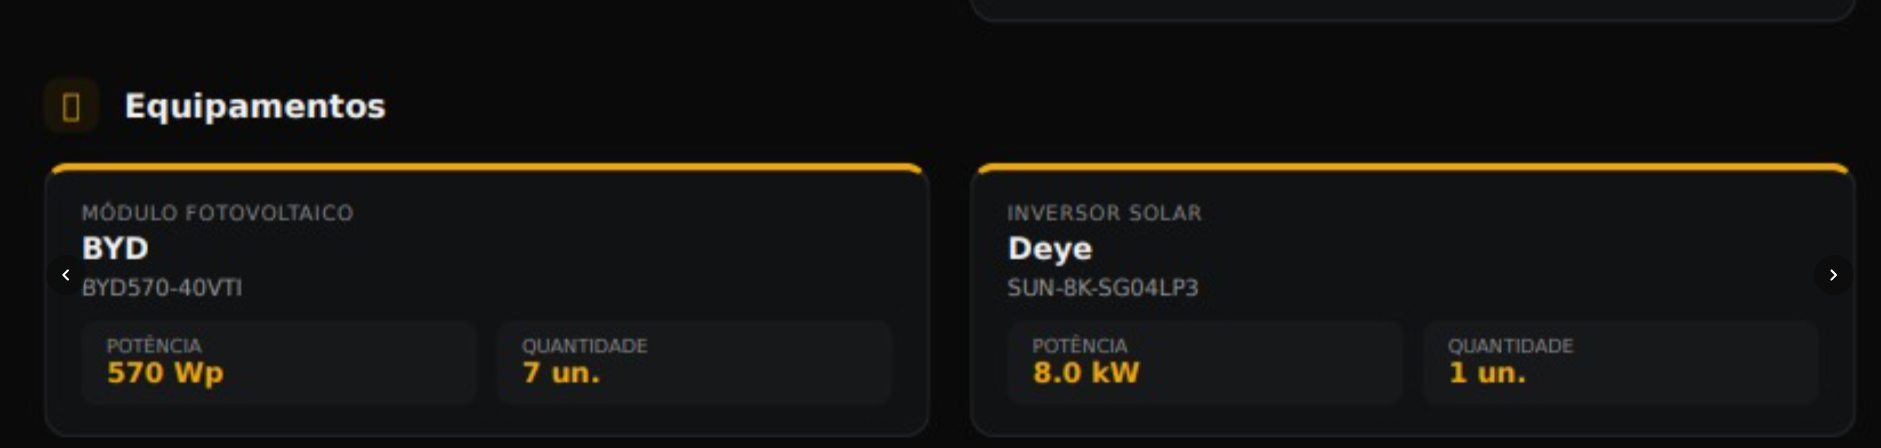 Equipamentos
MÓDULO FOTOVOLTAICO
BYD
BYD570-40VTI
POTÊNCIA
570 Wp
QUANTIDADE
7 un.
INVERSOR SOLAR
Deye
SUN-8K-SG04LP3
POTÊNCIA
8.0 kW
QUANTIDADE
1 un.